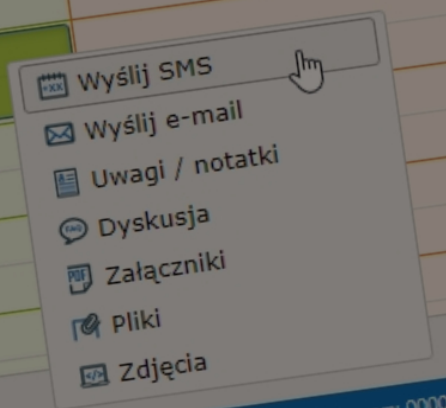 Wyślij SMS
Wyślij e-mail
Uwagi / notatki
Dyskusja
Załączniki
Pliki
Zdjęcia